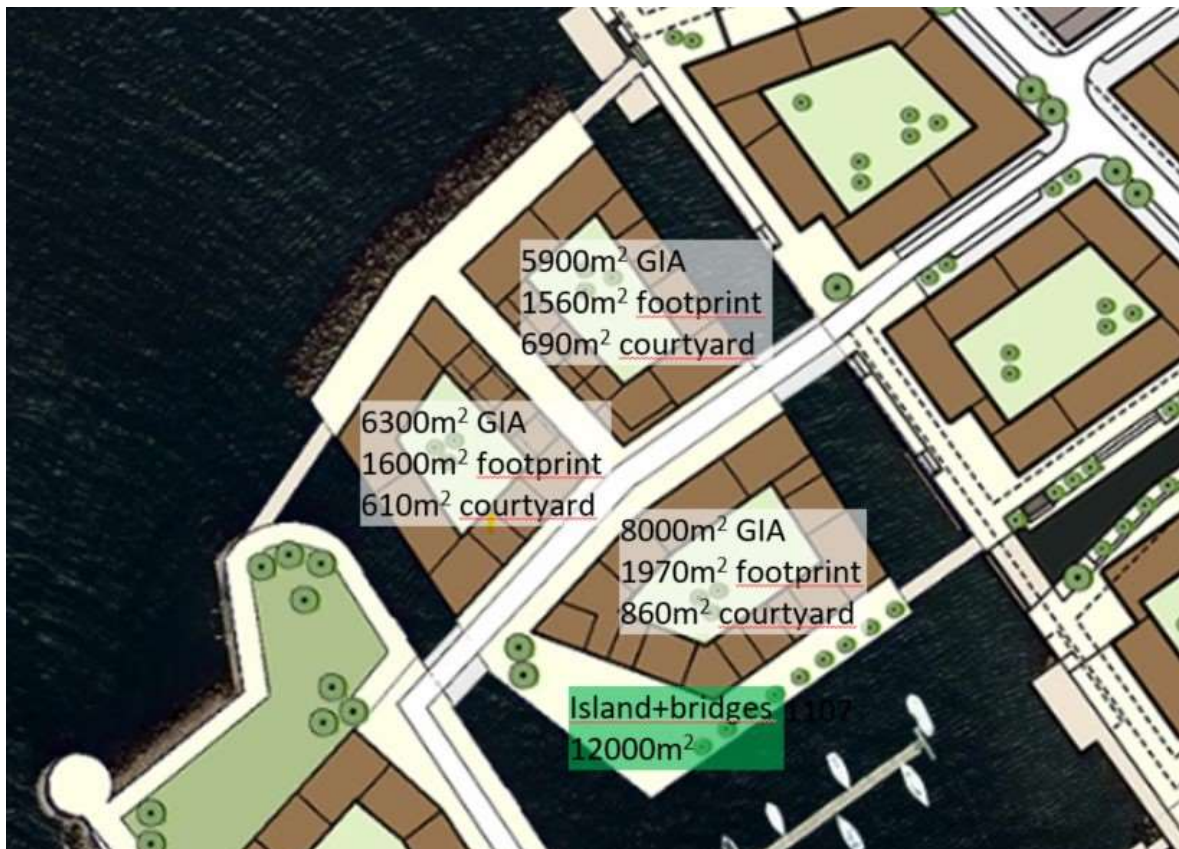 5900m² GIA
1560m² footprint
690m² courtyard
6300m² GIA
1600m² footprint
610m² courtyard
8000m² GIA
1970m² footprint
860m² courtyard
Island+bridges 1107
12000m²